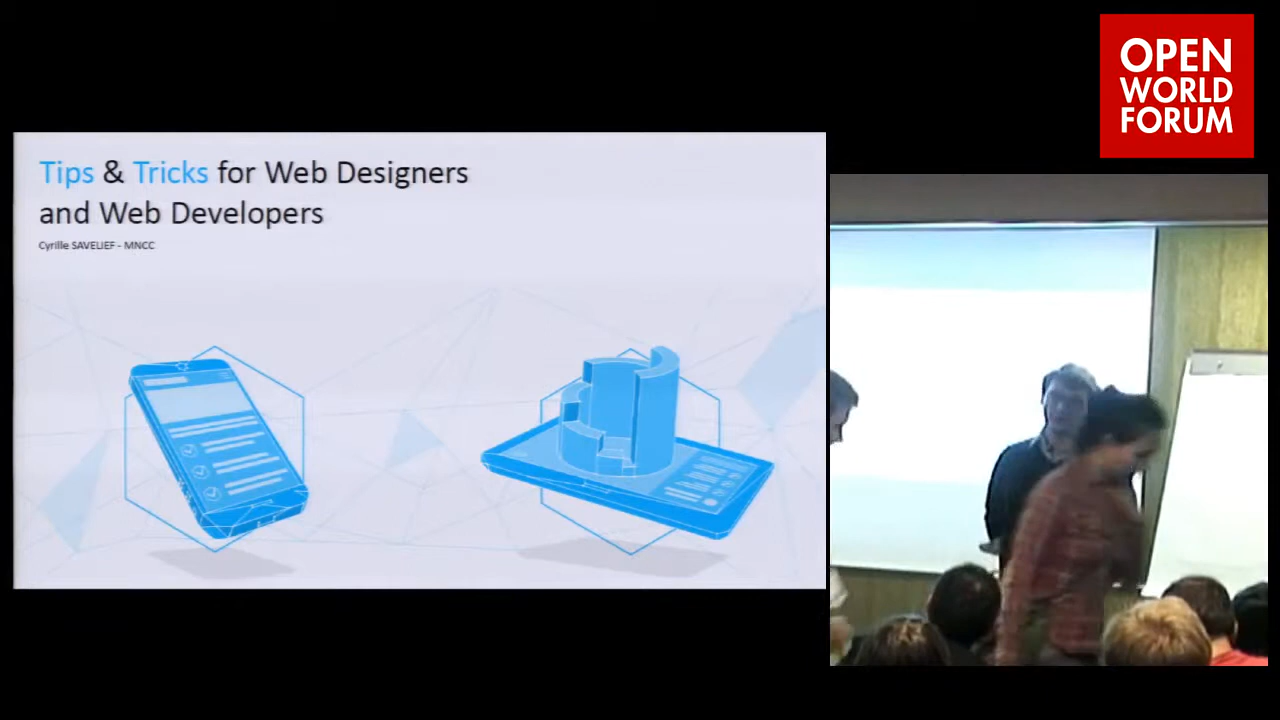 Tips & Tricks for Web Designers
and Web Developers
Cyrille SAVELIEF - MNCC
OPEN
WORLD
FORUM